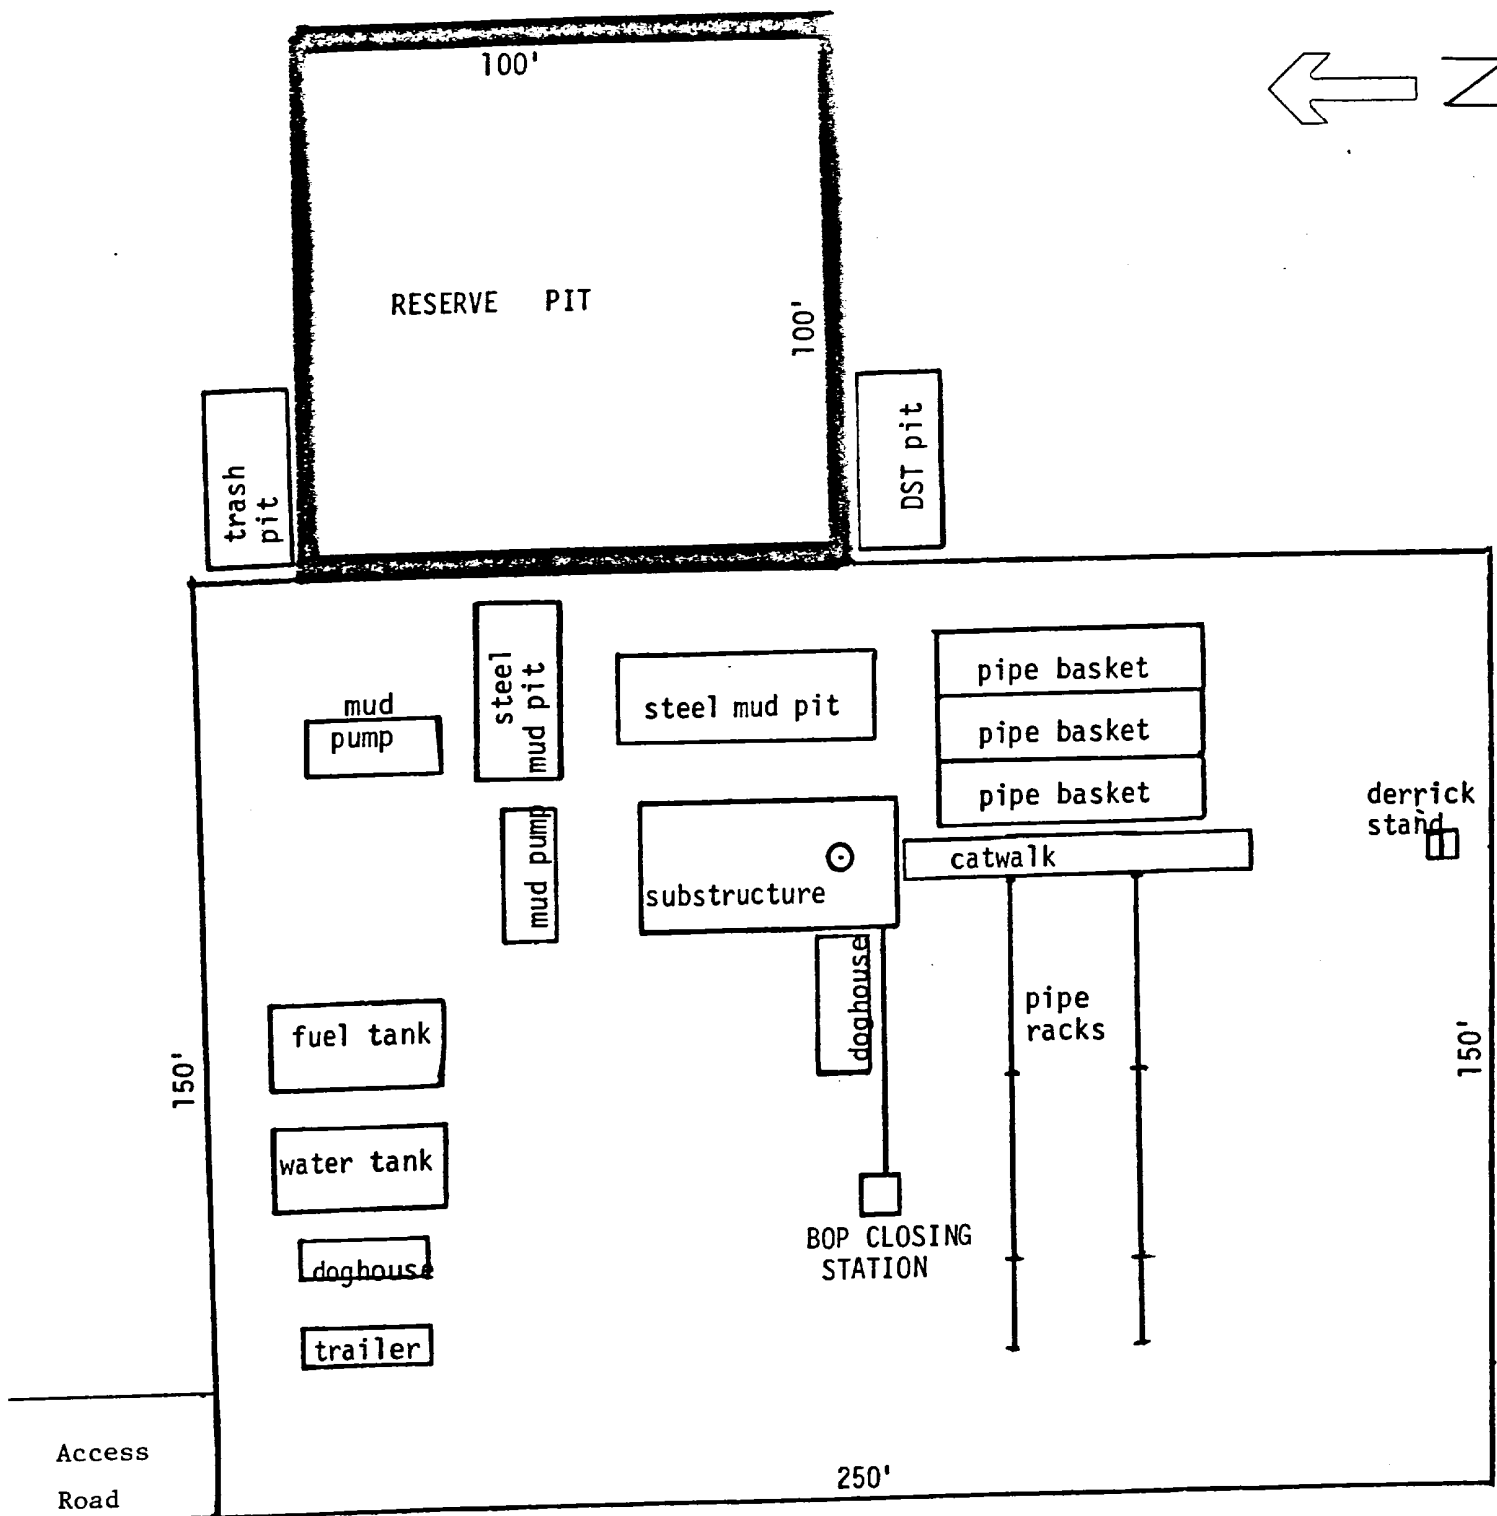 100'
N
RESERVE PIT
100'
trash
pit
DST pit
steel
mud pit
mud
pump
steel mud pit
pipe basket
pipe basket
pipe basket
derrick
stand
mud pump
catwalk
substructure
doghouse
pipe
racks
fuel tank
150'
150'
water tank
BOP CLOSING
STATION
doghouse
trailer
Access
Road
250'